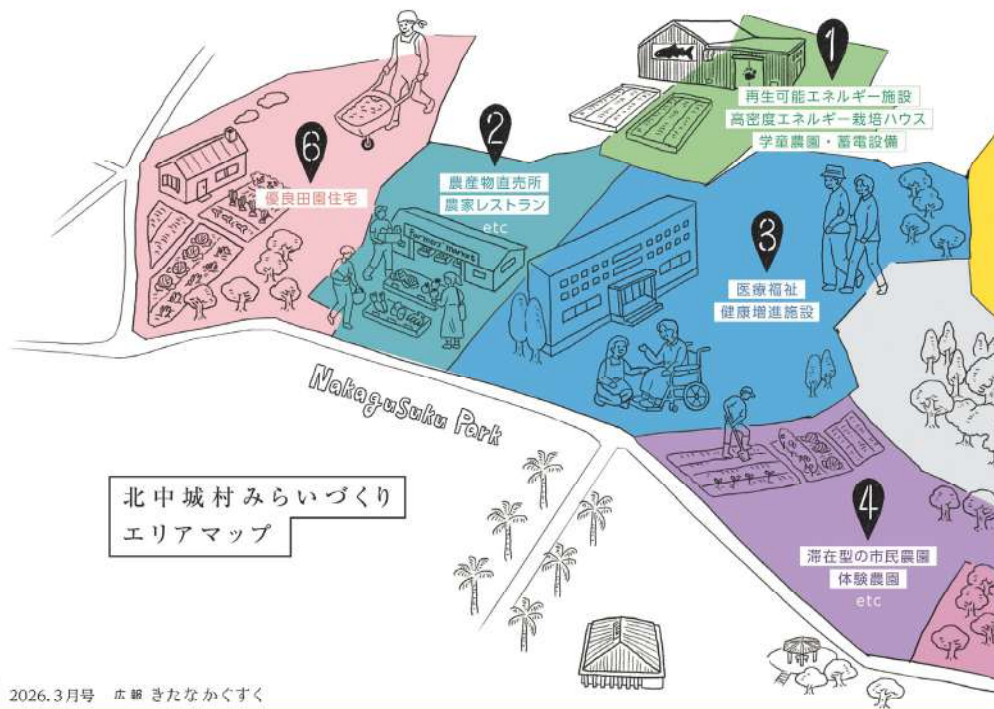 1
再生可能エネルギー施設
高密度エネルギー栽培ハウス
学童農園・蓄電設備
6
優良田園住宅
2
農産物直売所
農家レストラン
etc
Farmers' Market
3
医療福祉
健康増進施設
Nakagusuku Park
4
滞在型の市民農園
体験農園
etc
北中城村みらいづくり
エリアマップ
2026.3月号 広報 きたなかぐすく